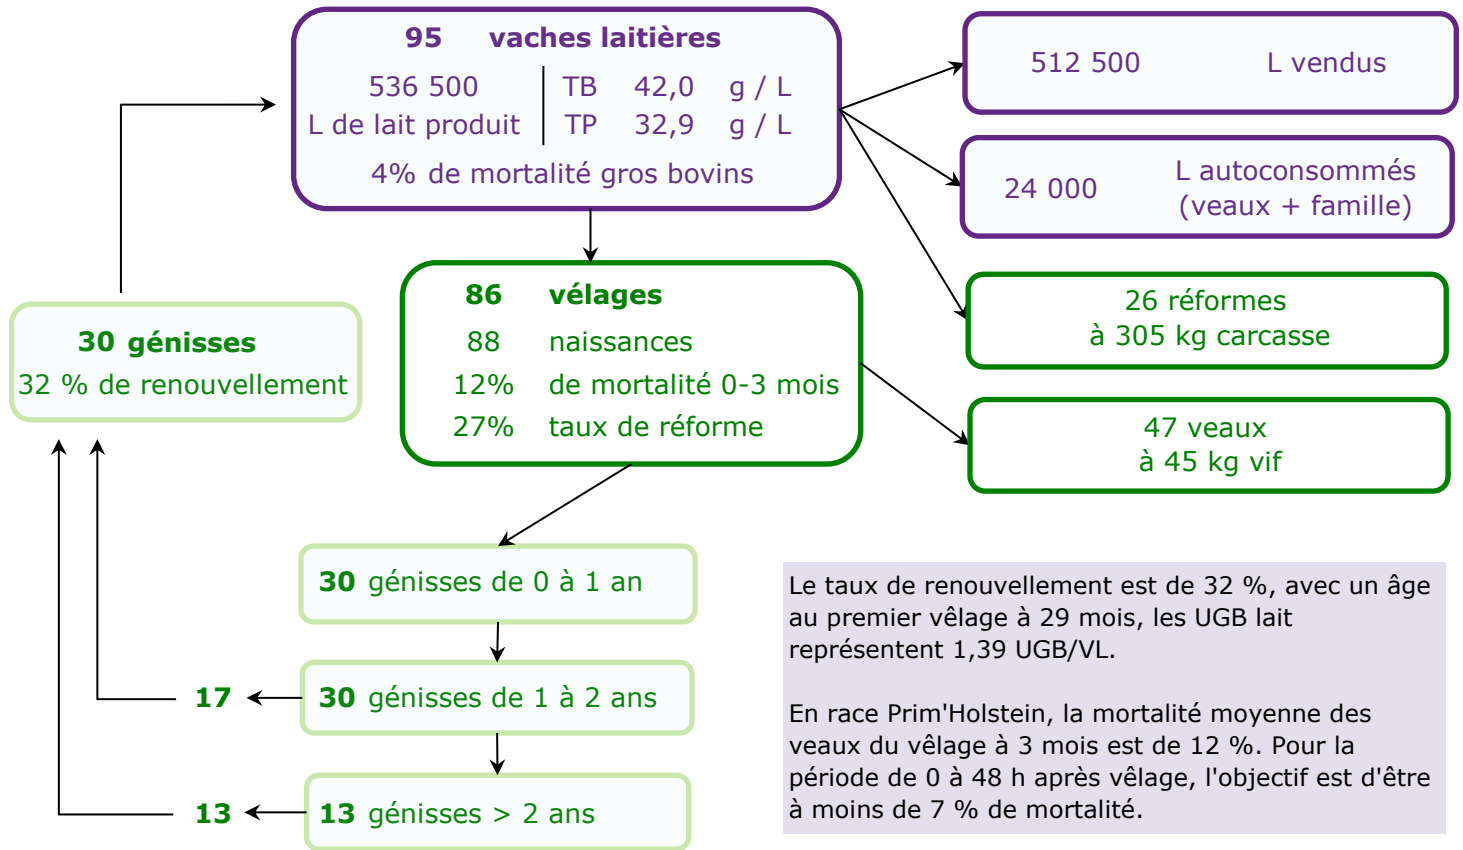 95 vaches laitières
536 500 TB 42,0 g / L
L de lait produit TP 32,9 g / L
4% de mortalité gros bovins
512 500 L vendus
24 000 L autoconsommés
(veaux + famille)
86 vélages
88 naissances
12% de mortalité 0-3 mois
27% taux de réforme
26 réformes
à 305 kg carcasse
47 veaux
à 45 kg vif
30 génisses
32 % de renouvellement
30 génisses de 0 à 1 an
17
30 génisses de 1 à 2 ans
13
13 génisses > 2 ans
Le taux de renouvellement est de 32 %, avec un âge
au premier vêlage à 29 mois, les UGB lait
représentent 1,39 UGB/VL.
En race Prim'Holstein, la mortalité moyenne des
veaux du vêlage à 3 mois est de 12 %. Pour la
période de 0 à 48 h après vêlage, l'objectif est d'être
à moins de 7 % de mortalité.